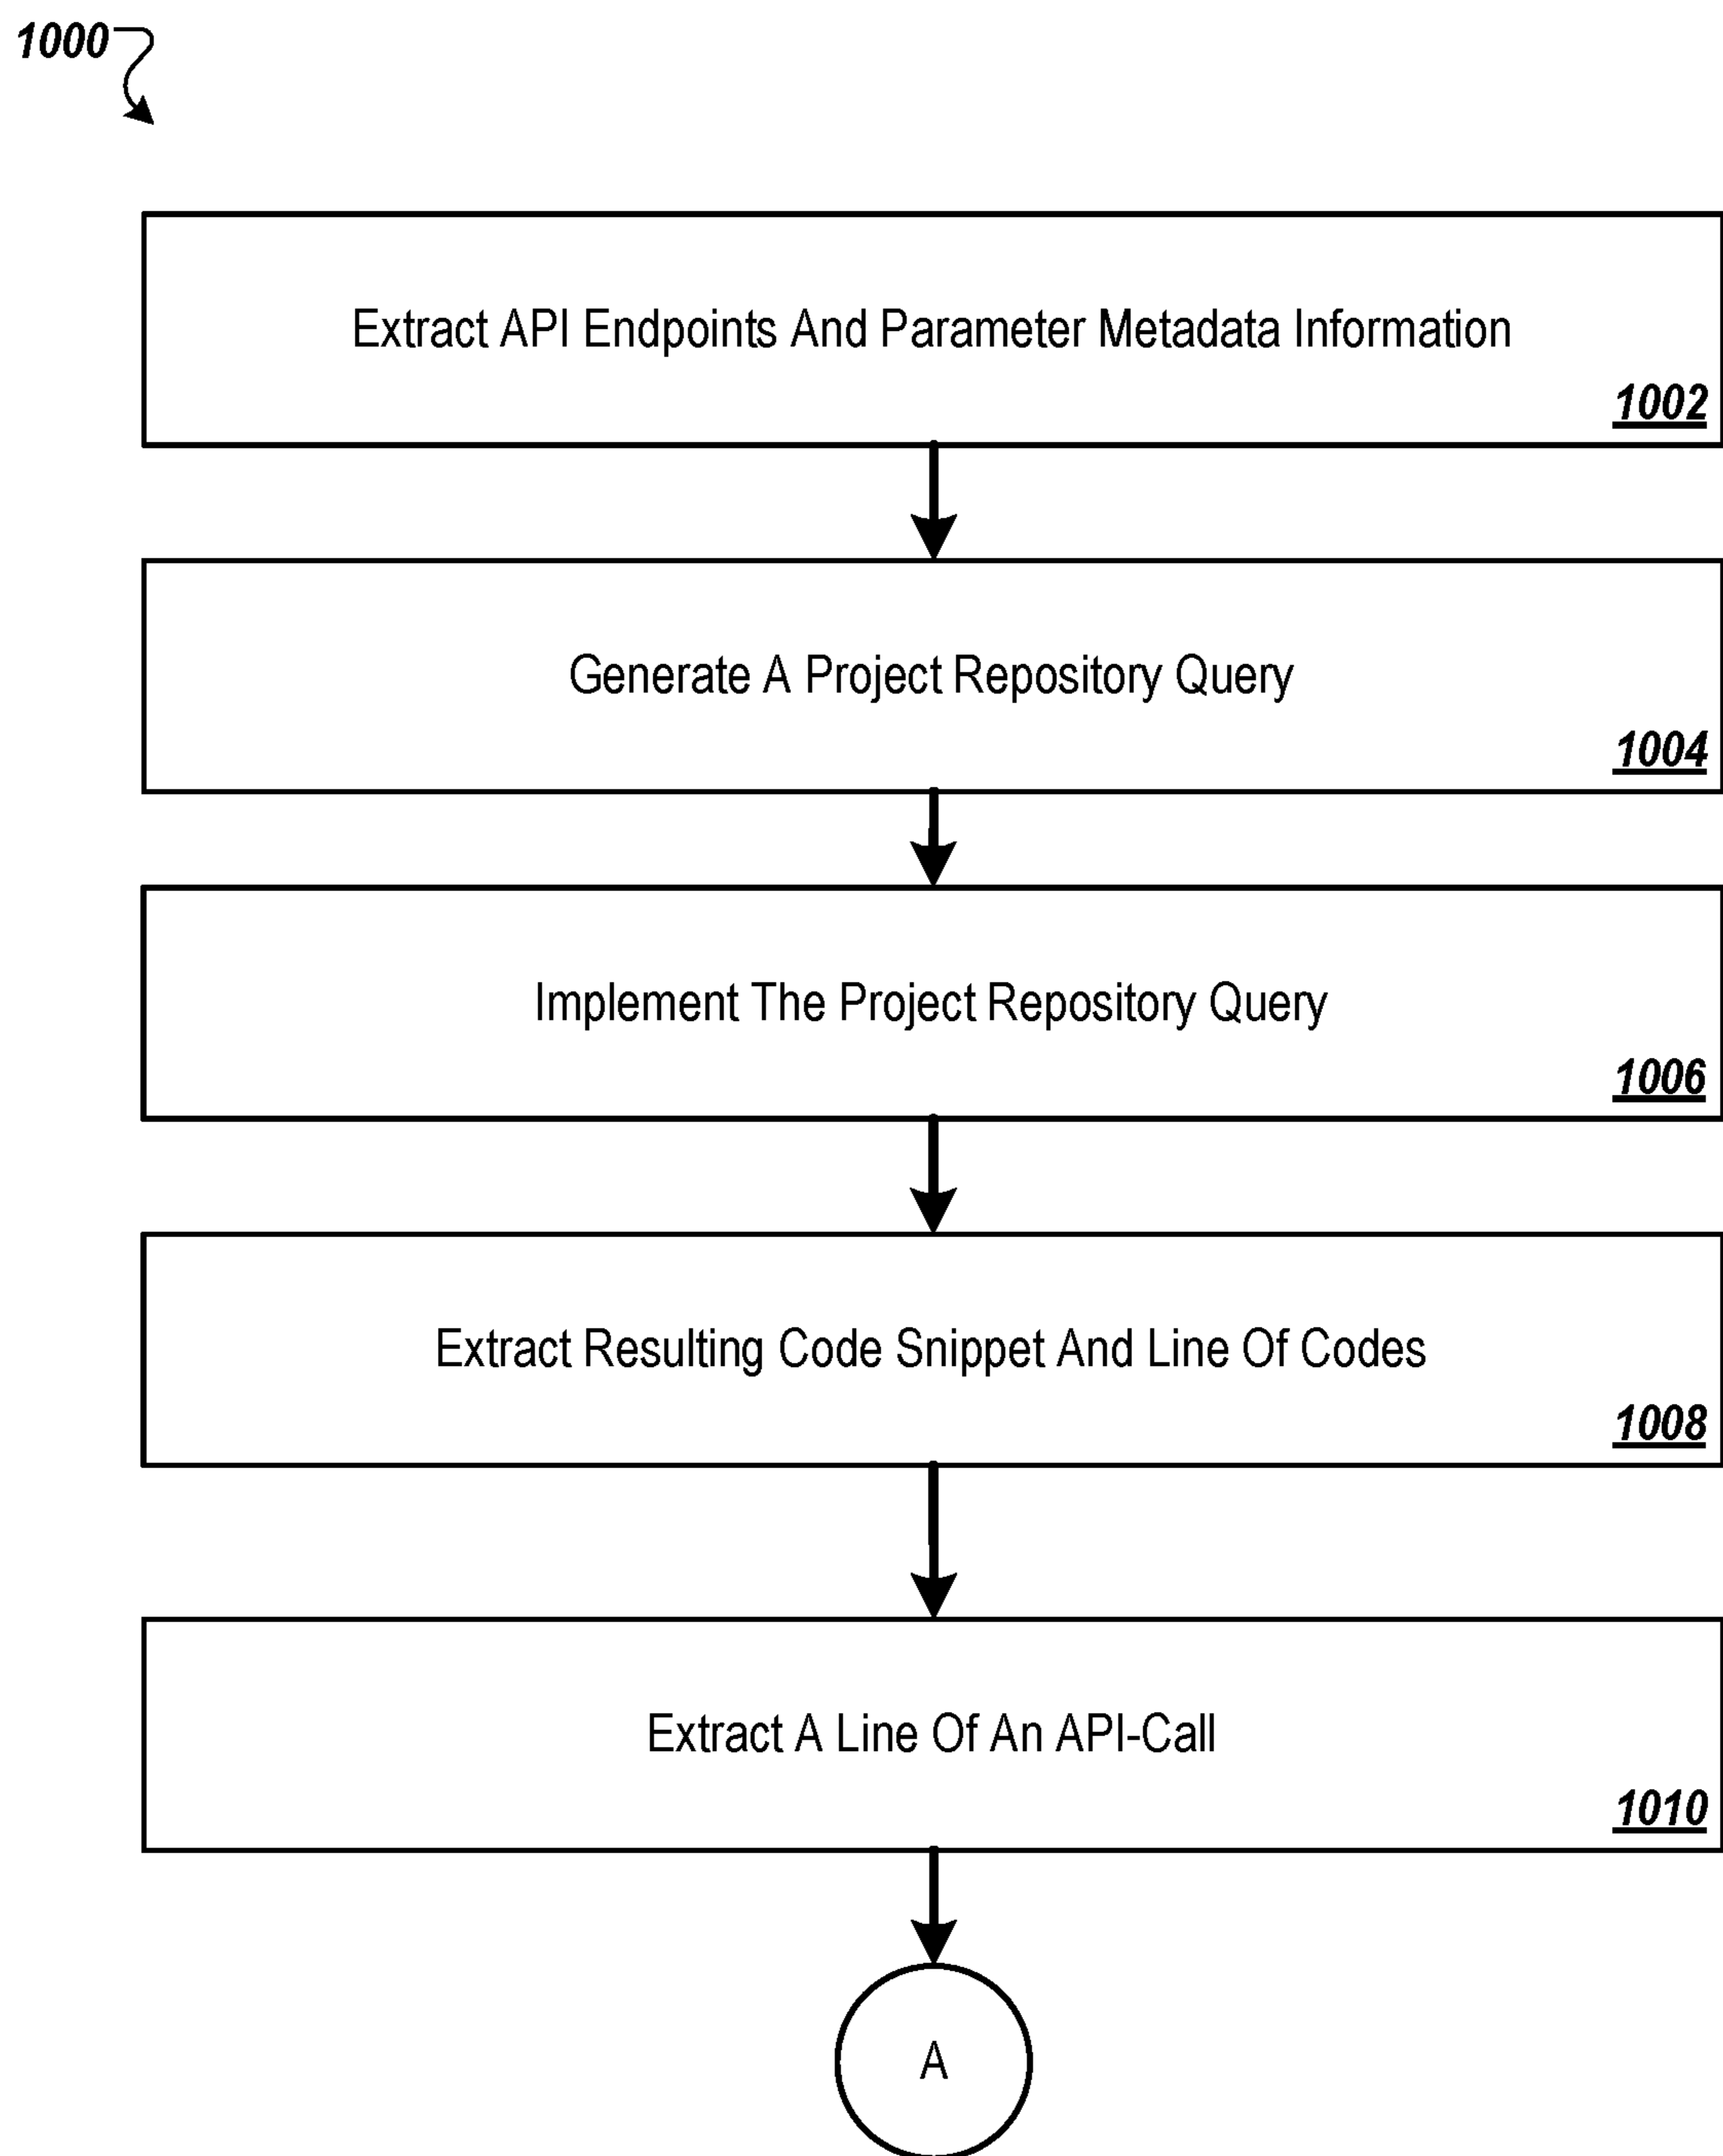 1000
Extract API Endpoints And Parameter Metadata Information
1002
Generate A Project Repository Query
1004
Implement The Project Repository Query
1006
Extract Resulting Code Snippet And Line Of Codes
1008
Extract A Line Of An API-Call
1010
A